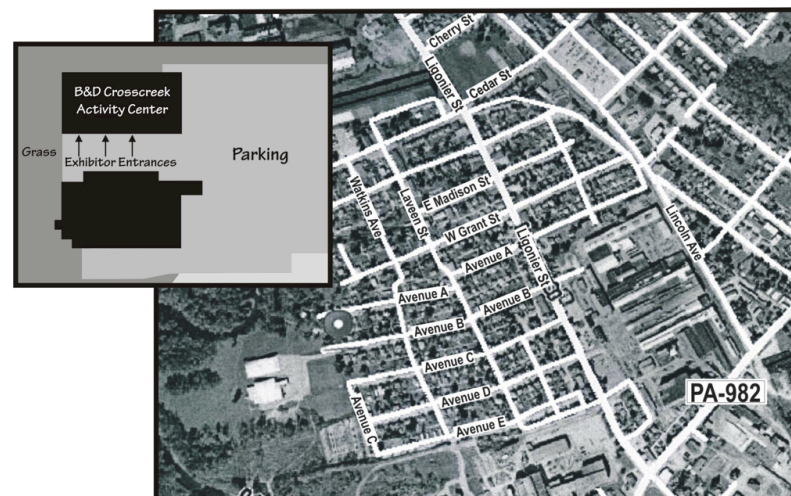 B&D Crosscreek
Activity Center
Grass
Exhibitor Entrances
Parking
Cherry St
Ligonier St
Cedar St
Watkins Ave
Laveen St
E Madison St
W Grant St
Ligonier St
Lincoln Ave
Avenue A
Avenue A
Avenue B
Avenue B
Avenue C
Avenue D
Avenue C
Avenue E
PA-982